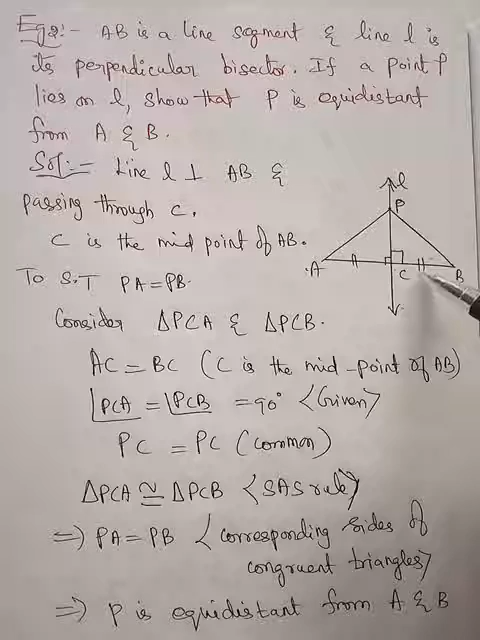 Eg2:- AB is a line segment & line l is
its perpendicular bisector. If a point P
lies on l, show that P is equidistant
from A & B.
Sol:- Line l ⊥ AB &
passing through C.
C is the mid point of AB.
To S.T PA = PB.
l
P
A
C
B
Consider ΔPCA & ΔPCB.
AC = BC (C is the mid-point of AB)
∠PCA = ∠PCB = 90° <Given>
PC = PC (Common)
ΔPCA ≅ ΔPCB <SAS rule>
=> PA = PB <corresponding sides of
congruent triangles>
=> P is equidistant from A & B